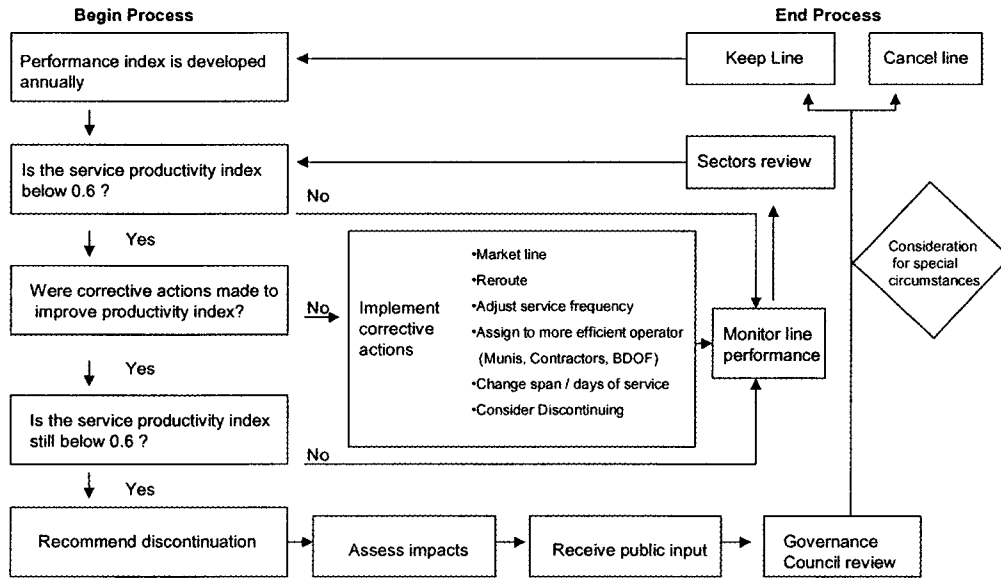 Begin Process
End Process
Performance index is developed
annually
Keep Line
Cancel line
Is the service productivity index
below 0.6 ?
Sectors review
No
Yes
Consideration
for special
circumstances
Were corrective actions made to
improve productivity index?
No
Implement
corrective
actions
•Market line
•Reroute
•Adjust service frequency
•Assign to more efficient operator
(Munis, Contractors, BDOF)
•Change span / days of service
•Consider Discontinuing
Monitor line
performance
Yes
Is the service productivity index
still below 0.6 ?
No
Yes
Recommend discontinuation
Assess impacts
Receive public input
Governance
Council review